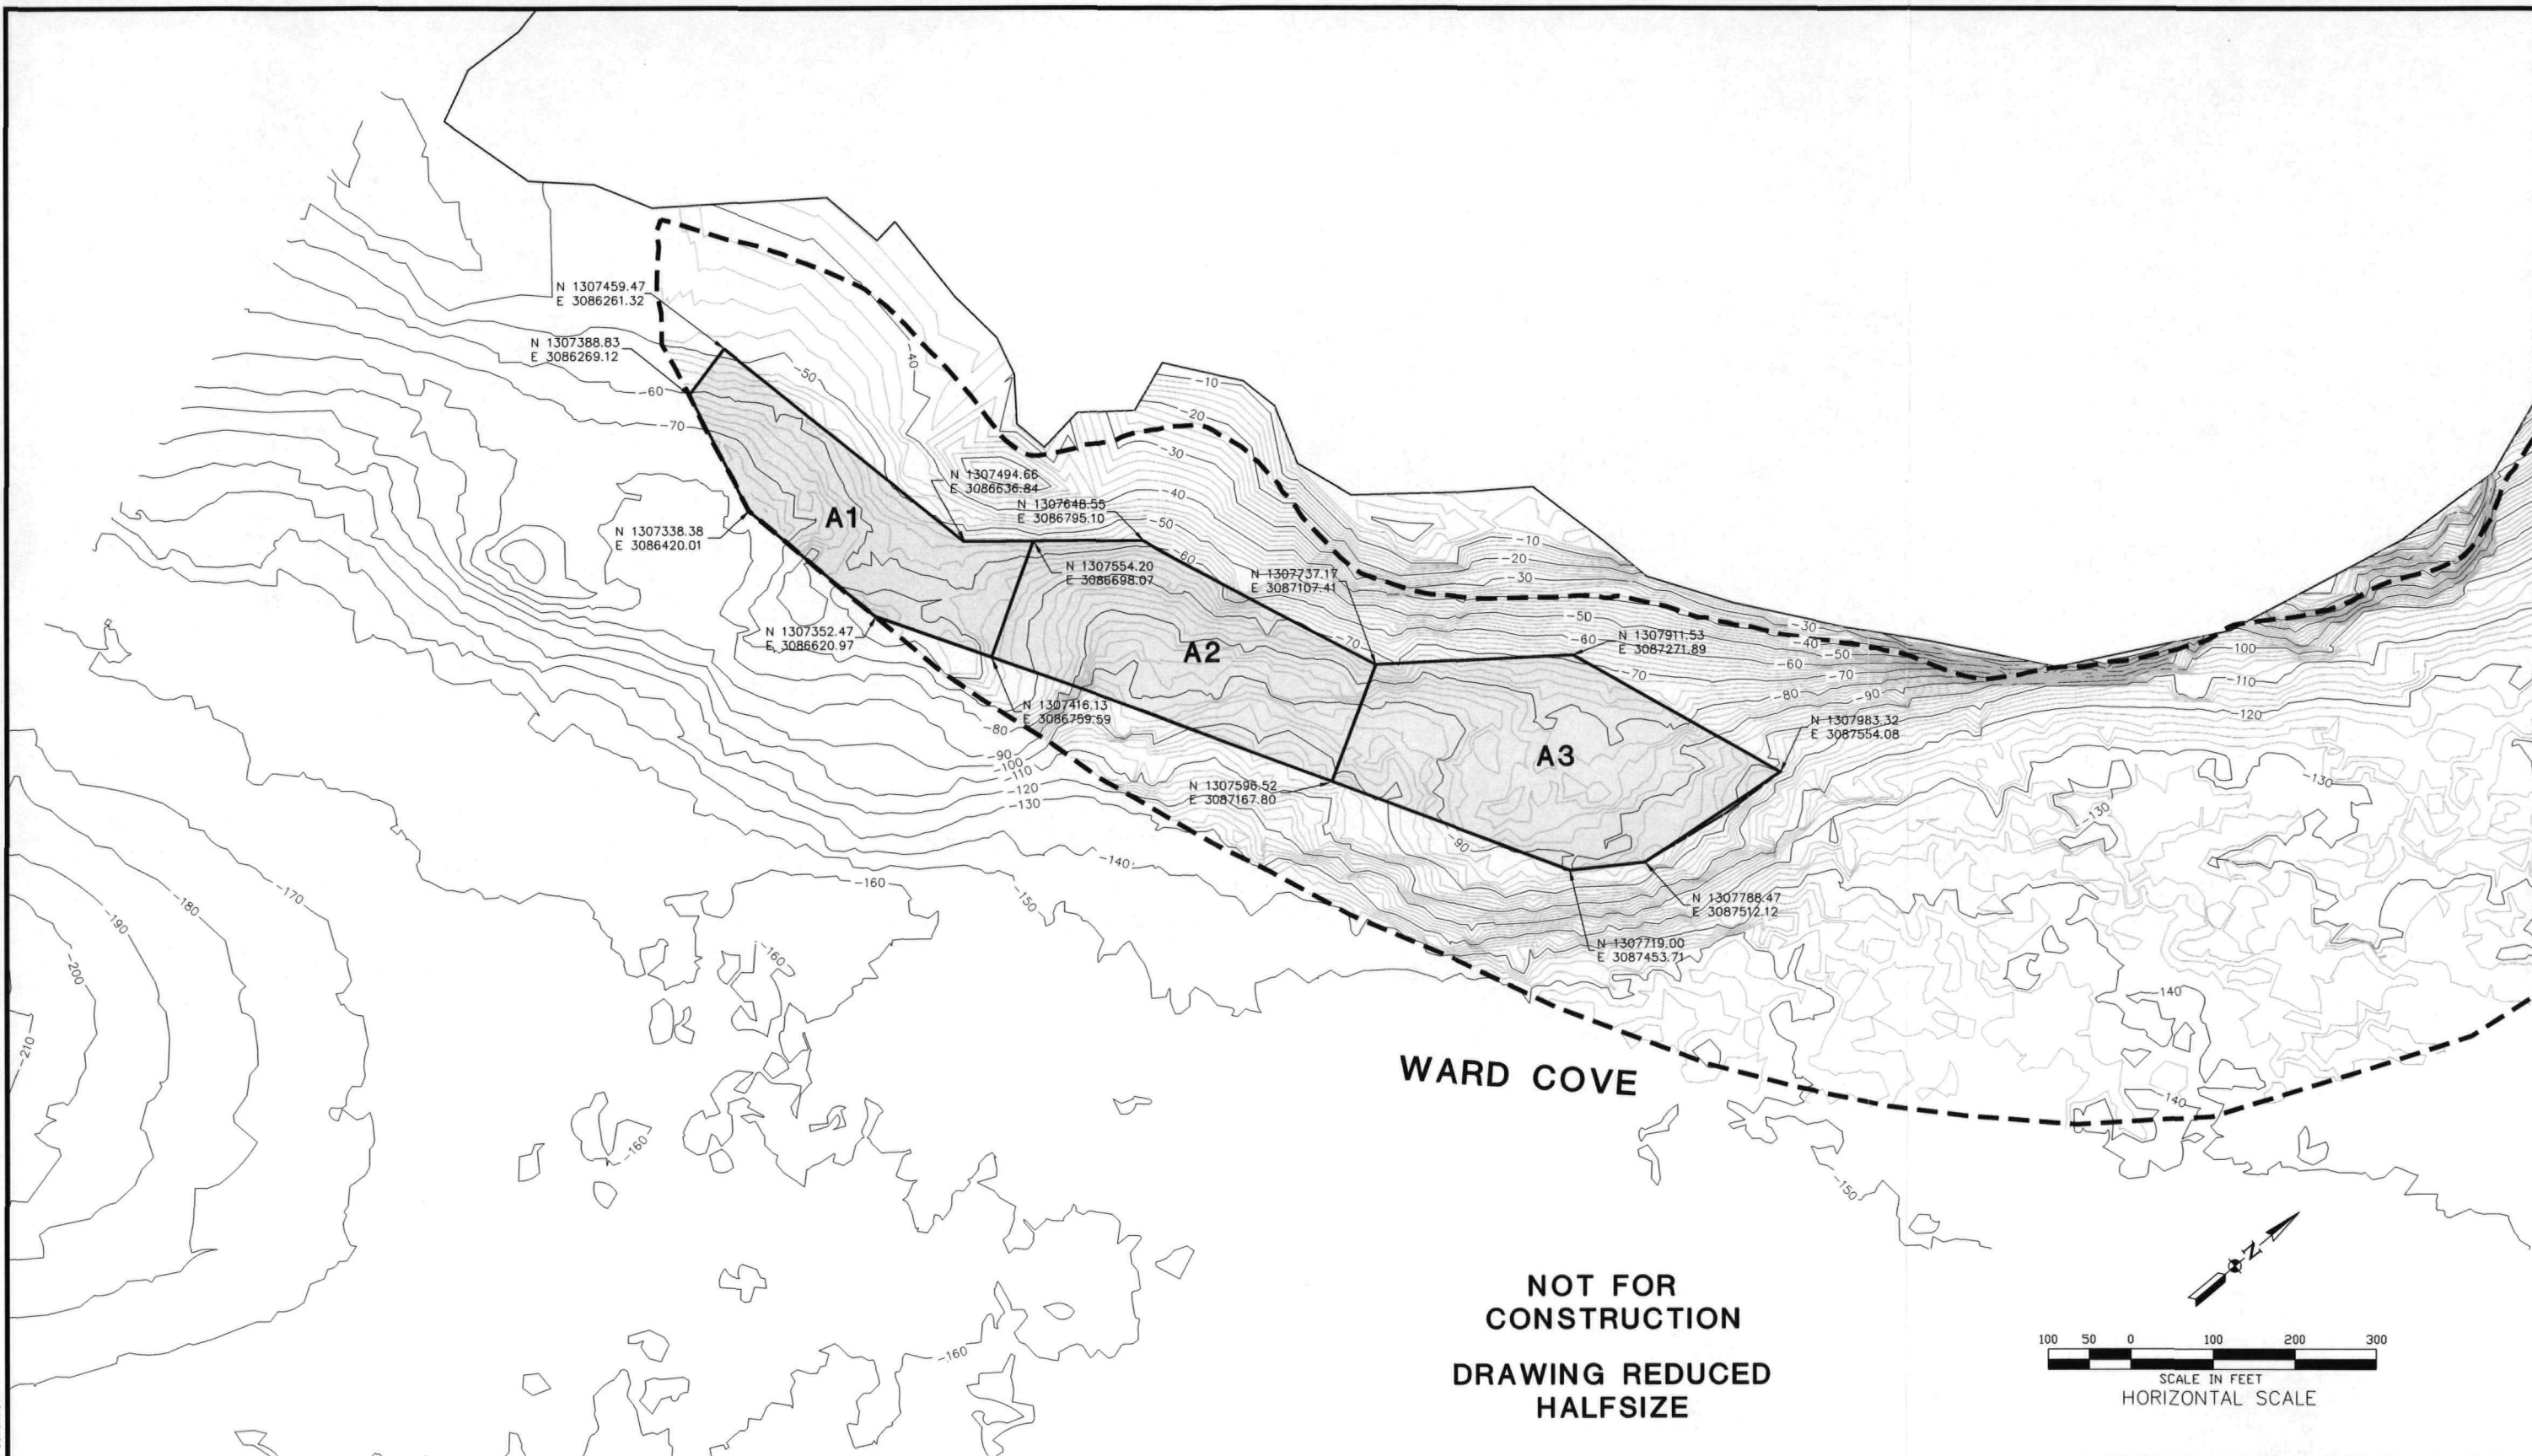 N 1307459.47
E 3086261.32
N 1307388.83
E 3086269.12
-60
-70
-50
-40
-10
-20
-30
-40
-50
-60
N 1307494.66
E 3086636.84
N 1307648.55
E 3086795.10
N 1307338.38
E 3086420.01
A1
N 1307554.20
E 3086698.07
N 1307737.17
E 3087107.41
-10
-20
-30
-50
-60
-70
-70
N 1307352.47
E 3086620.97
A2
N 1307911.53
E 3087271.89
-30
-40
-50
-60
-70
-80
-90
-100
-110
-120
N 1307416.13
E 3086759.59
-80
-90
-100
-110
-120
-130
A3
N 1307983.32
E 3087554.08
N 1307596.52
E 3087167.80
-90
-130
-130
-140
-160
-150
-170
-180
-190
-200
-210
N 1307788.47
E 3087512.12
N 1307719.00
E 3087453.71
-160
-140
WARD COVE
-140
-150
-160
-160
NOT FOR
CONSTRUCTION
DRAWING REDUCED
HALFSIZE
N
100 50 0 100 200 300
SCALE IN FEET
HORIZONTAL SCALE